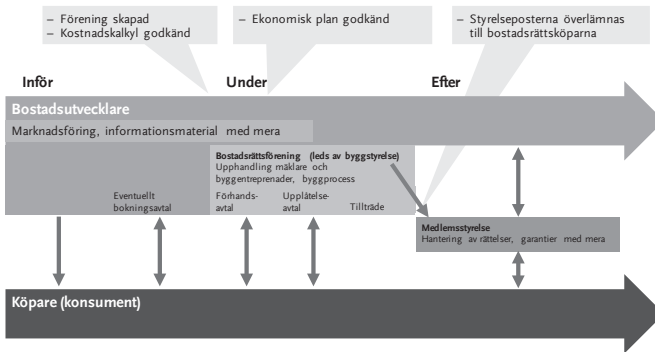 – Förening skapad
– Kostnadskalkyl godkänd
– Ekonomisk plan godkänd
– Styrelseposterna överlämnas
till bostadsrättsköparna
Inför
Under
Efter
Bostadsutvecklare
Marknadsföring, informationsmaterial med mera
Bostadsrättsförening (leds av byggstyrelse)
Upphandling mäklare och
byggentreprenader, byggprocess
Eventuellt
bokningsavtal
Förhands-
avtal
Upplåtelse-
avtal
Tillträde
Medlemsstyrelse
Hantering av rättelser, garantier med mera
Köpare (konsument)